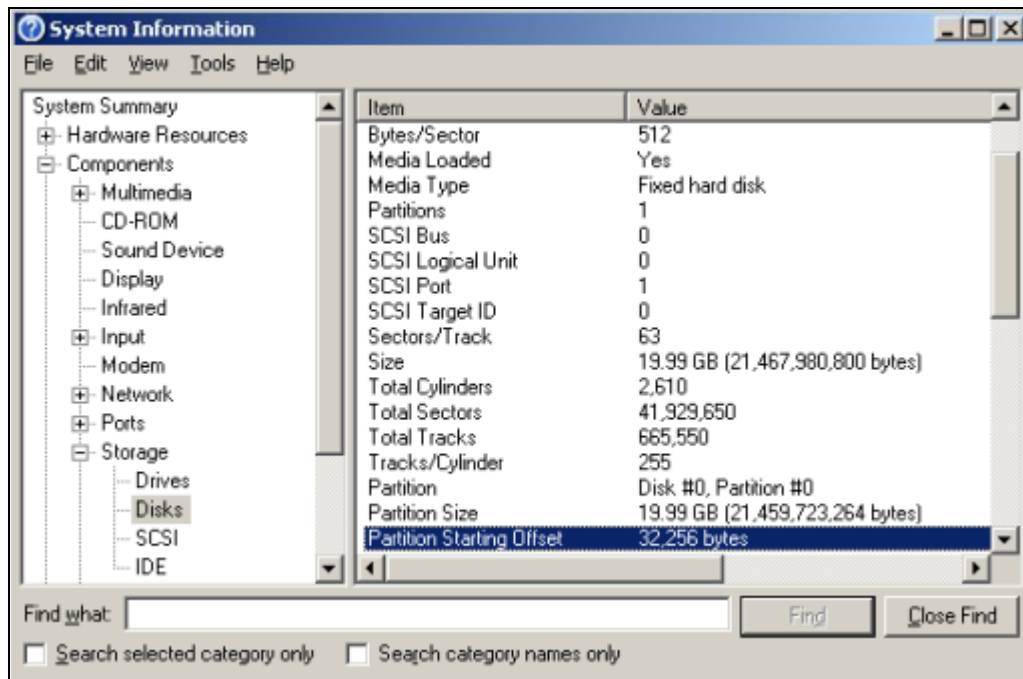 System Information
File Edit View Tools Help
System Summary
Hardware Resources
Components
Multimedia
CD-ROM
Sound Device
Display
Infrared
Input
Modem
Network
Ports
Storage
Drives
Disks
SCSI
IDE
Item Value
Bytes/Sector 512
Media Loaded Yes
Media Type Fixed hard disk
Partitions 1
SCSI Bus 0
SCSI Logical Unit 0
SCSI Port 1
SCSI Target ID 0
Sectors/Track 63
Size 19.99 GB (21,467,980,800 bytes)
Total Cylinders 2,610
Total Sectors 41,929,650
Total Tracks 665,550
Tracks/Cylinder 255
Partition Disk #0, Partition #0
Partition Size 19.99 GB (21,459,723,264 bytes)
Partition Starting Offset 32,256 bytes
Find what: Find Close Find
Search selected category only Search category names only